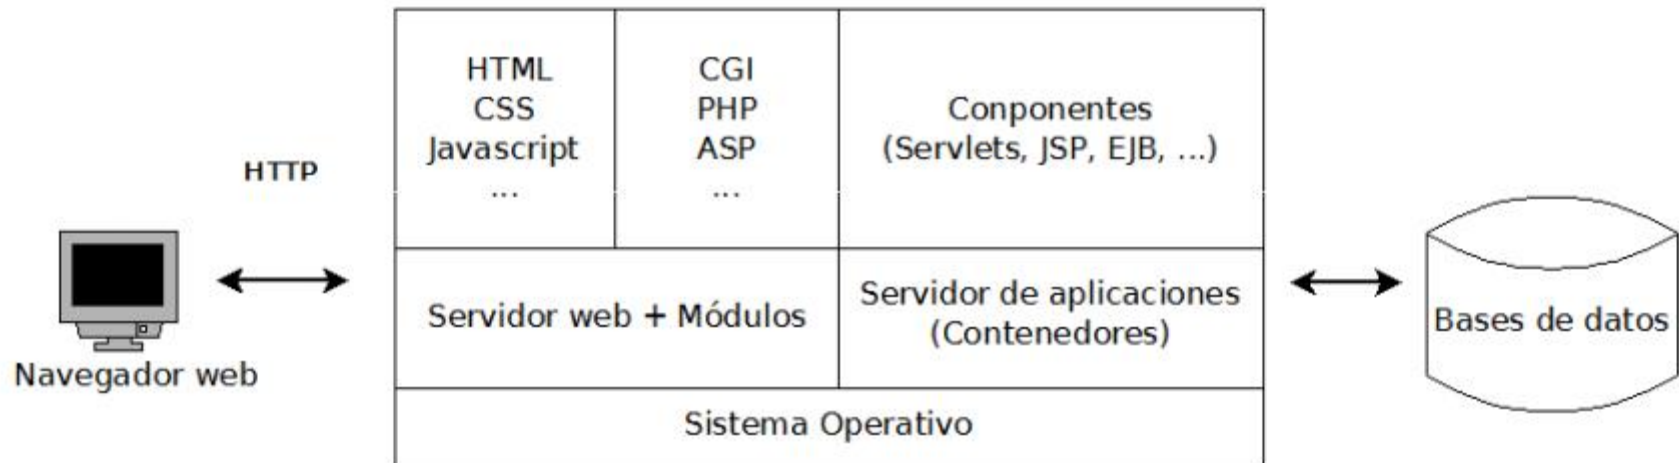 HTTP
Navegador web
HTML
CSS
Javascript
...
CGI
PHP
ASP
...
Conponentes
(Servlets, JSP, EJB, ...)
Servidor web + Módulos
Servidor de aplicaciones
(Contenedores)
Sistema Operativo
Bases de datos